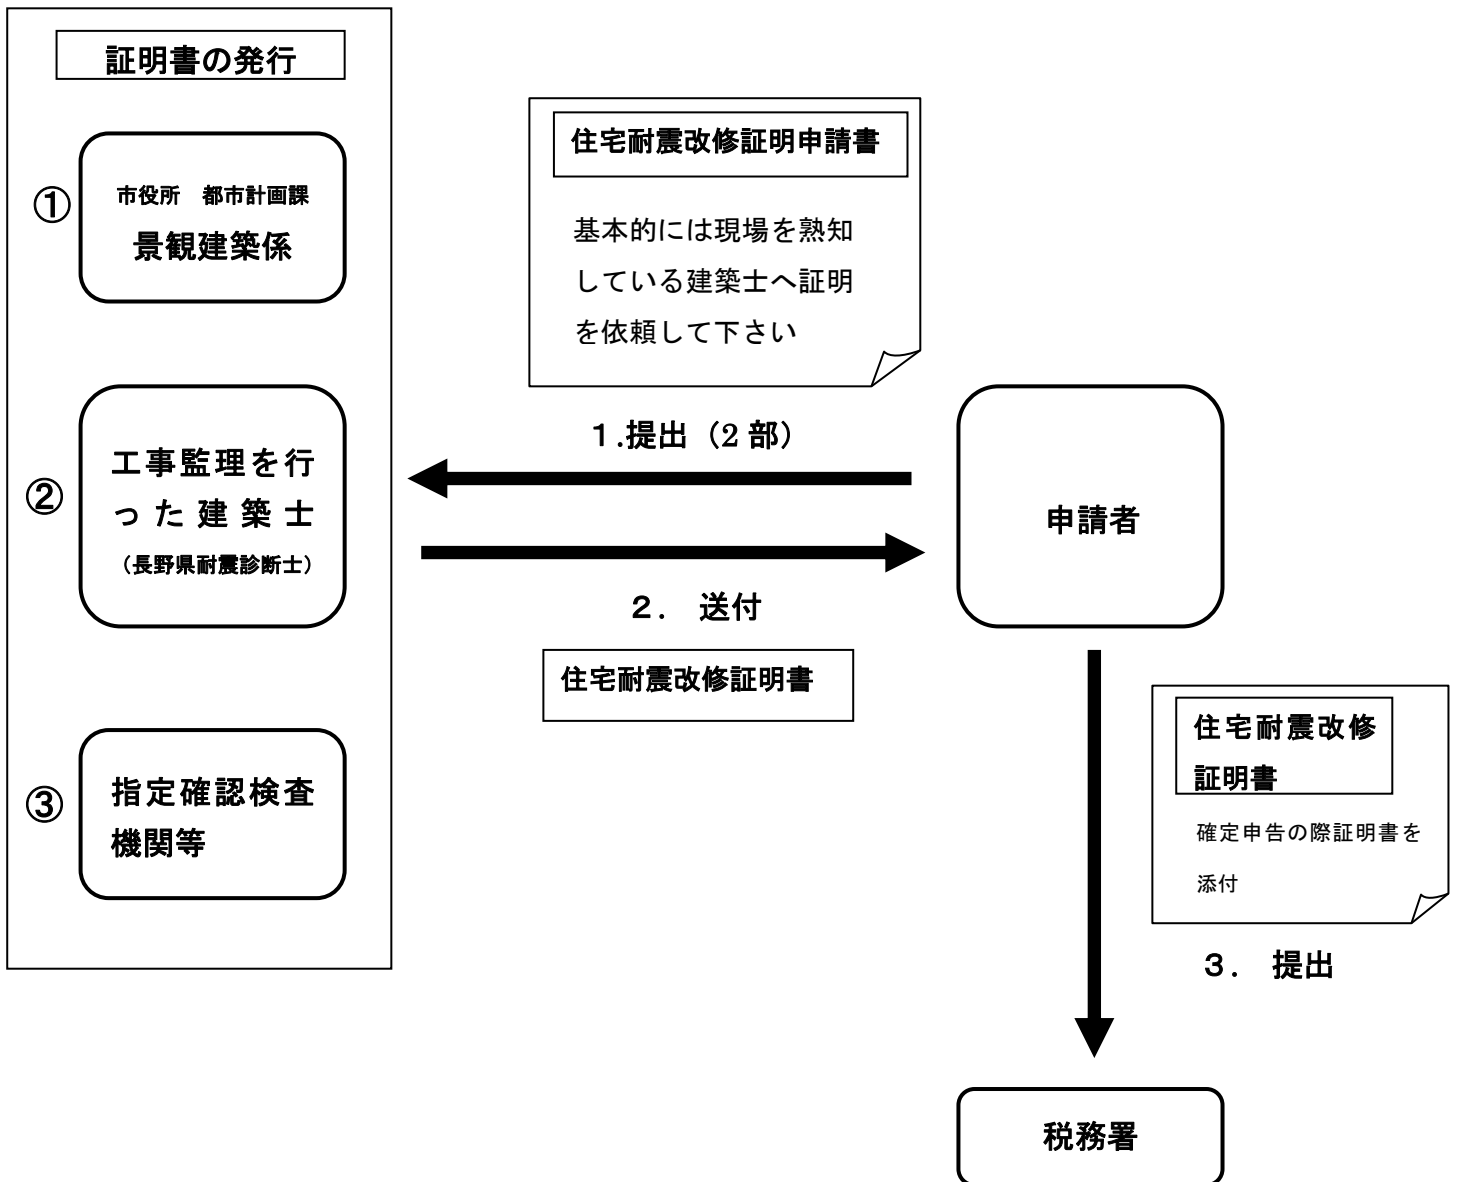 証明書の発行
①
市役所　都市計画課
景観建築係
②
工事監理を行
った建築士
（長野県耐震診断士）
③
指定確認検査
機関等
住宅耐震改修証明申請書
基本的には現場を熟知
している建築士へ証明
を依頼して下さい
１.提出（2 部）
２.　送付
住宅耐震改修証明書
申請者
住宅耐震改修
証明書
確定申告の際証明書を
添付
３.　提出
税務署